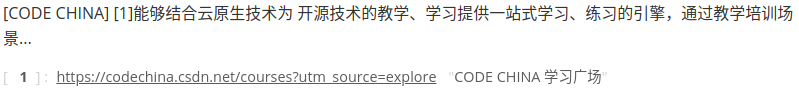 [CODE CHINA] [1]能够结合云原生技术为 开源技术的教学、学习提供一站式学习、练习的引擎，通过教学培训场
景...
[ 1 ]: https://codechina.csdn.net/courses?utm_source=explore "CODE CHINA 学习广场"